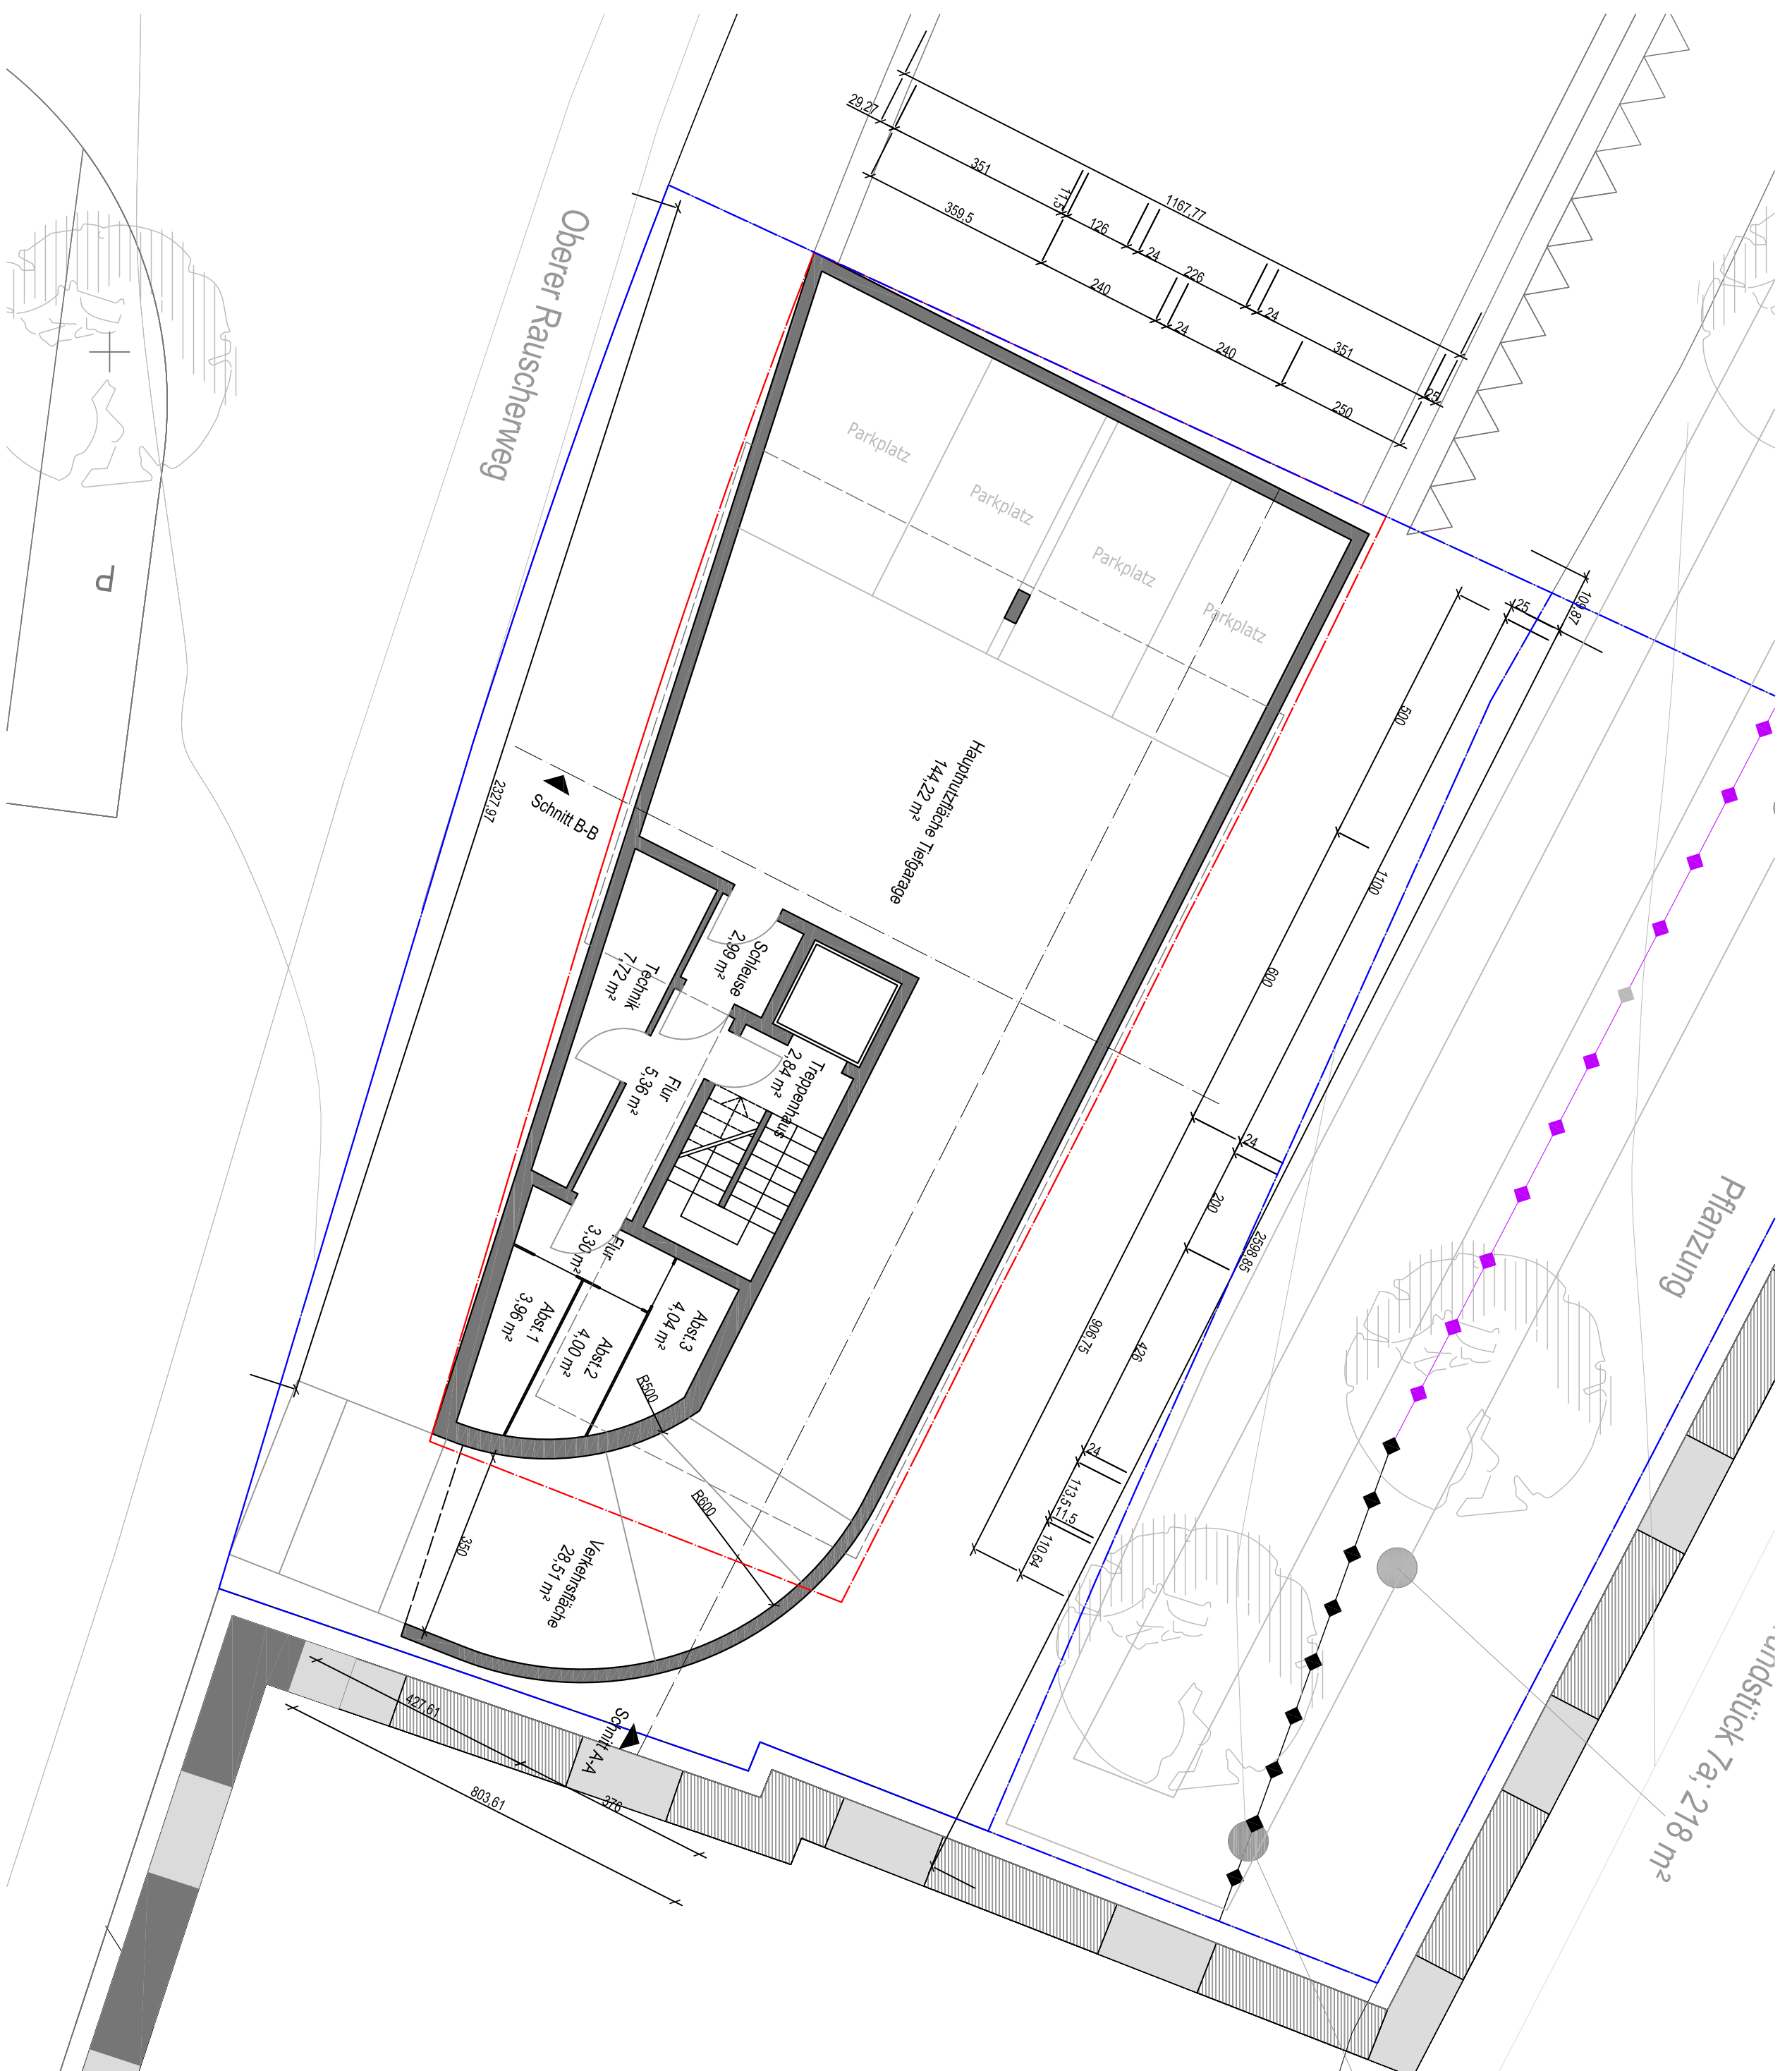 29,27
351
11,5
1167,77
359,5
126
24
226
240
24
24
351
240
25
250
Oberer Rauscherweg
P
Parkplatz
Parkplatz
Parkplatz
Parkplatz
25
109,87
500
2327,97
Schnitt B-B
Hauptnutzfläche Tiefgarage
144,22 m²
1100
600
Schleuse
2,99 m²
Technik
7,72 m²
Treppenhaus
2,84 m²
Flur
5,36 m²
24
200
2598,85
Pflanzung
Flur
3,30 m²
Abst.1
3,96 m²
Abst.2
4,00 m²
Abst.3
4,04 m²
906,75
426
R500
24
113,5
11,5
110,64
R600
350
Verkehrsfläche
28,51 m²
427,61
Schnitt A-A
803,61
376
undstück 7a; 218 m²